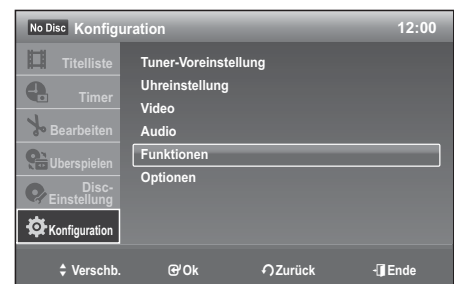 No Disc Konfiguration 12:00
Titelliste
Timer
Bearbeiten
Uberspielen
Disc-
Einstellung
Konfiguration
Tuner-Voreinstellung
Uhreinstellung
Video
Audio
Funktionen
Optionen
Verschb. Ok Zurück Ende